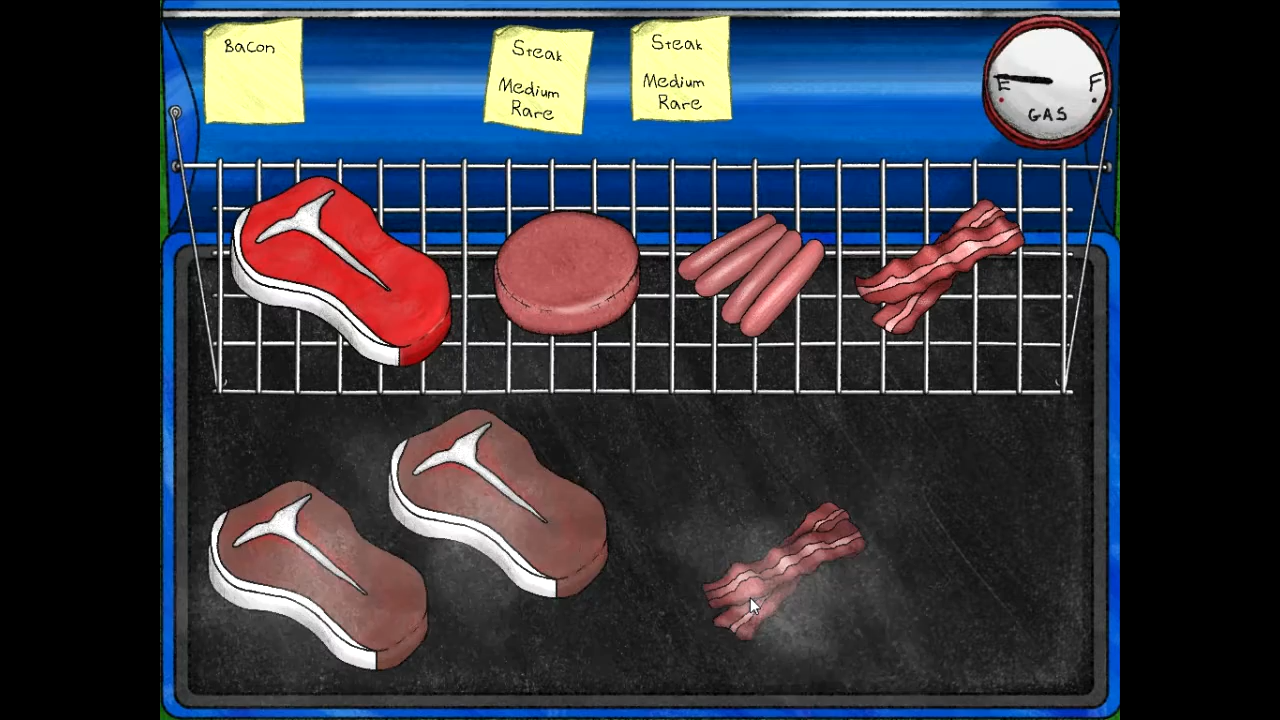 Bacon
Steak
Medium
Rare
Steak
Medium
Rare
E F
GAS